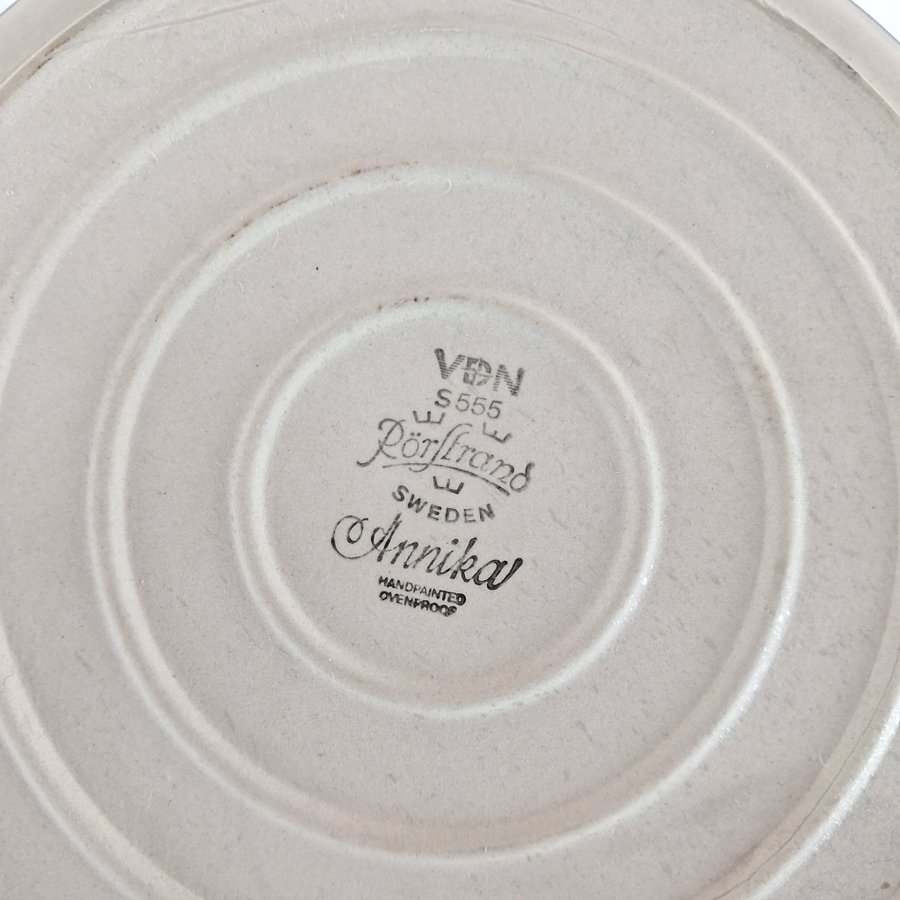 VDN
S555
Rörstrand
SWEDEN
Annika
HANDPAINTED
OVENPROOF